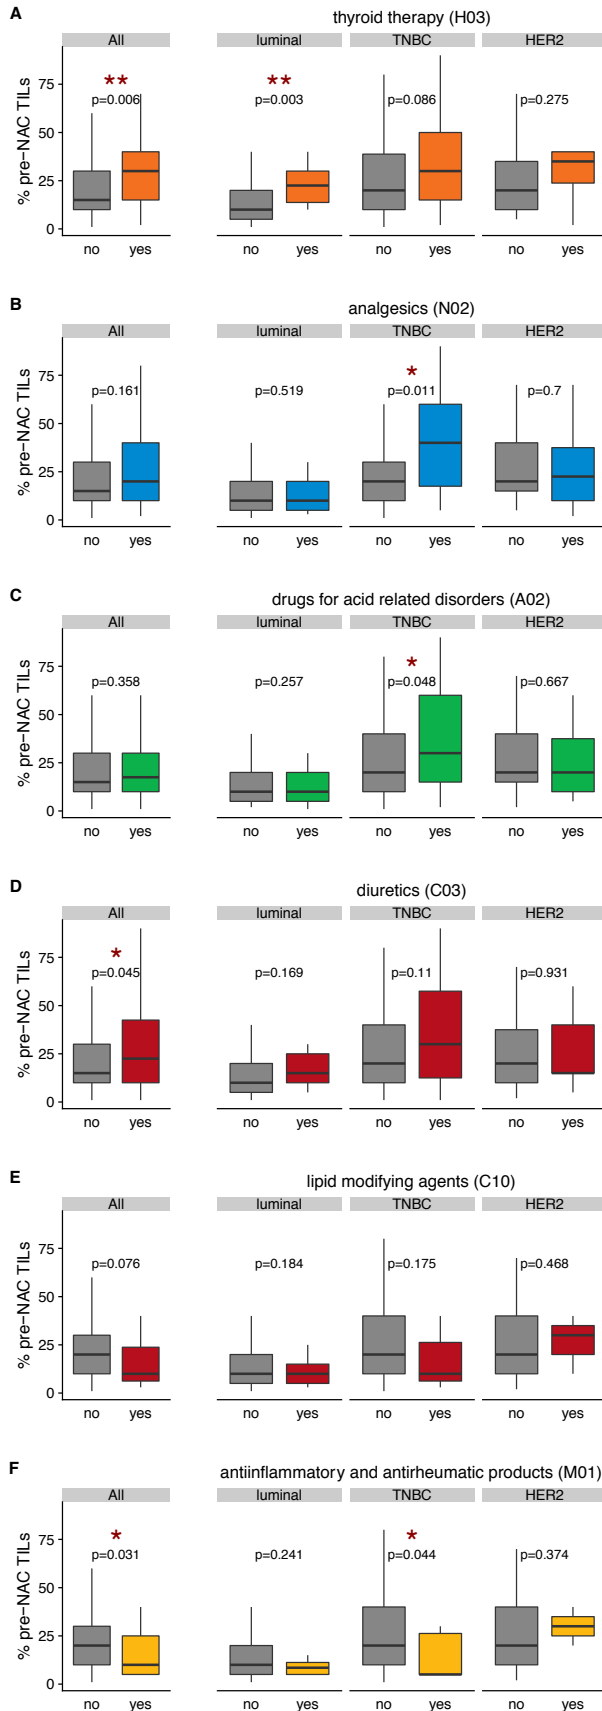 A
thyroid therapy (H03)
All luminal TNBC HER2
** **
p=0.006 p=0.003 p=0.086 p=0.275
% pre−NAC TILs
75
50
25
0
no yes no yes no yes no yes
B
analgesics (N02)
All luminal TNBC HER2
*
p=0.161 p=0.519 p=0.011 p=0.7
% pre−NAC TILs
75
50
25
0
no yes no yes no yes no yes
C
drugs for acid related disorders (A02)
All luminal TNBC HER2
*
p=0.358 p=0.257 p=0.048 p=0.667
% pre−NAC TILs
75
50
25
0
no yes no yes no yes no yes
D
diuretics (C03)
All luminal TNBC HER2
*
p=0.045 p=0.169 p=0.11 p=0.931
% pre−NAC TILs
75
50
25
0
no yes no yes no yes no yes
E
lipid modifying agents (C10)
All luminal TNBC HER2
p=0.076 p=0.184 p=0.175 p=0.468
% pre−NAC TILs
75
50
25
0
no yes no yes no yes no yes
F
antiinflammatory and antirheumatic products (M01)
All luminal TNBC HER2
* *
p=0.031 p=0.241 p=0.044 p=0.374
% pre−NAC TILs
75
50
25
0
no yes no yes no yes no yes